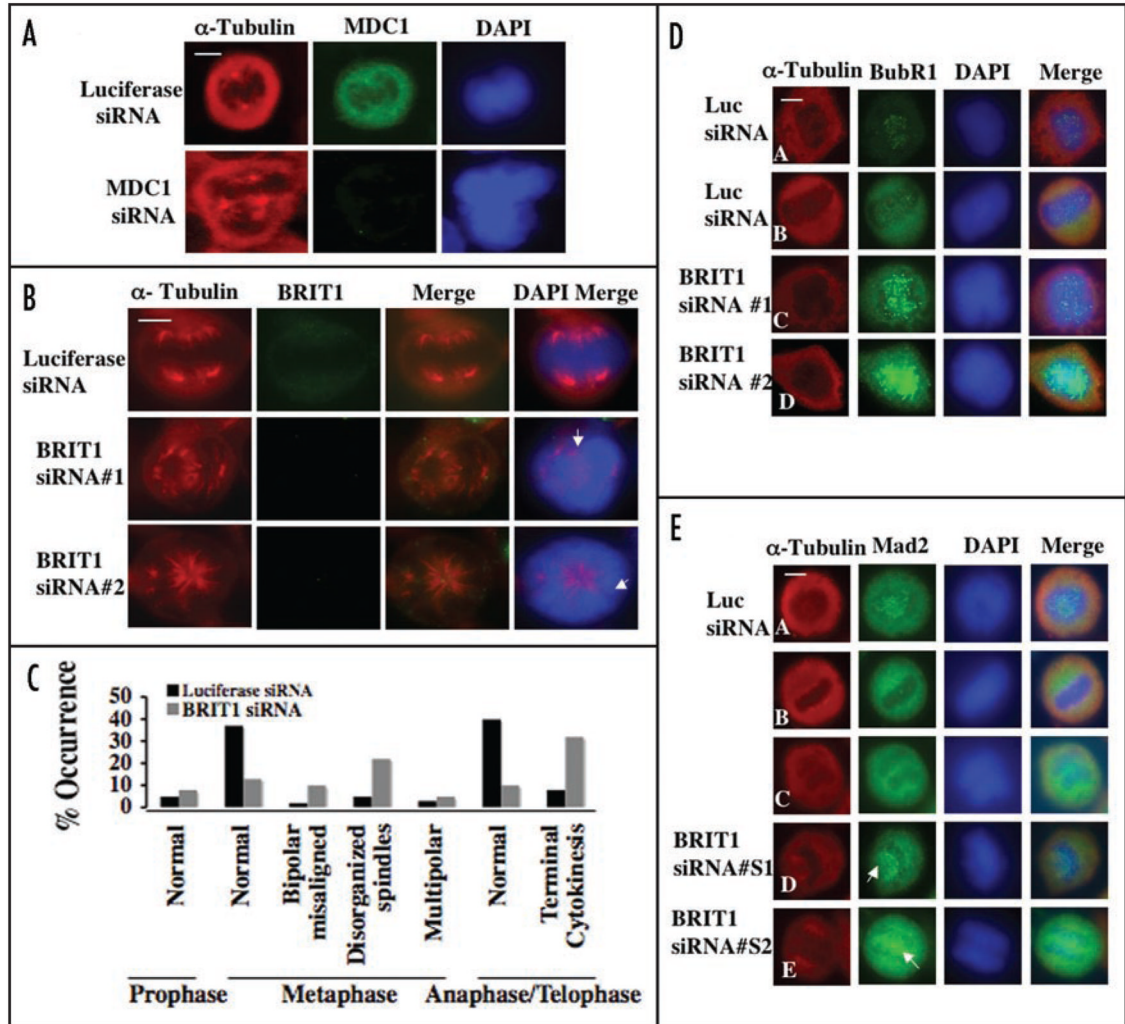 A
α-Tubulin MDC1 DAPI
Luciferase
siRNA
MDC1
siRNA
B
α- Tubulin BRIT1 Merge DAPI Merge
Luciferase
siRNA
BRIT1
siRNA#1
BRIT1
siRNA#2
C
% Occurrence
50
40
30
20
10
0
Luciferase siRNA
BRIT1 siRNA
Normal
Normal
Bipolar
misaligned
Disorganized
spindles
Multipolar
Normal
Terminal
Cytokinesis
Prophase Metaphase Anaphase/Telophase
D
α-Tubulin BubR1 DAPI Merge
Luc
siRNA
A
Luc
siRNA
B
BRIT1
siRNA #1
C
BRIT1
siRNA #2
D
E
α-Tubulin Mad2 DAPI Merge
Luc
siRNA
A
B
C
BRIT1
siRNA#S1
D
BRIT1
siRNA#S2
E